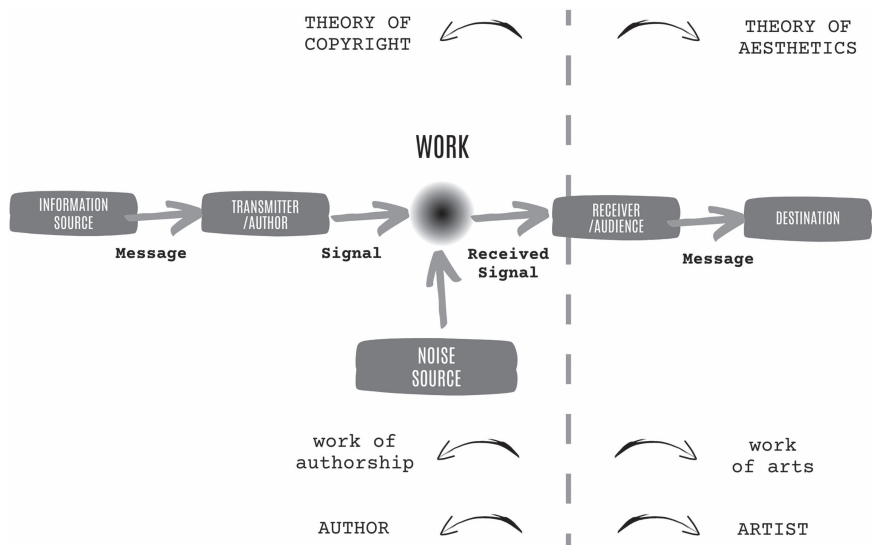 THEORY OF
COPYRIGHT
THEORY OF
AESTHETICS
WORK
INFORMATION
SOURCE
TRANSMITTER
/AUTHOR
RECEIVER
/AUDIENCE
DESTINATION
Message
Signal
Received
Signal
Message
NOISE
SOURCE
work of
authorship
work
of arts
AUTHOR
ARTIST